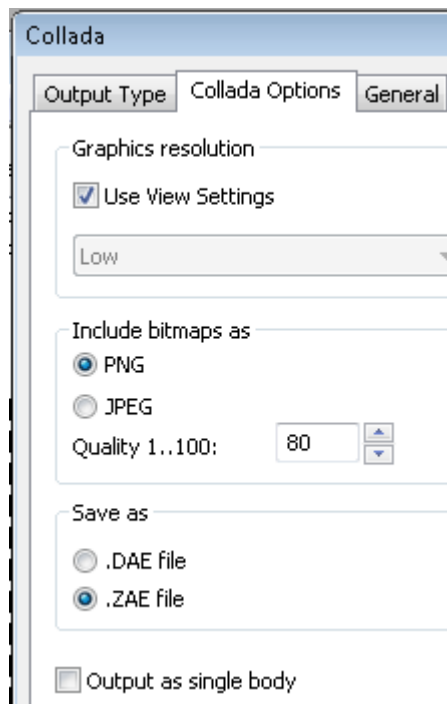 Collada
Output Type Collada Options General
Graphics resolution
Use View Settings
Low
Include bitmaps as
PNG
JPEG
Quality 1..100: 80
Save as
.DAE file
.ZAE file
Output as single body